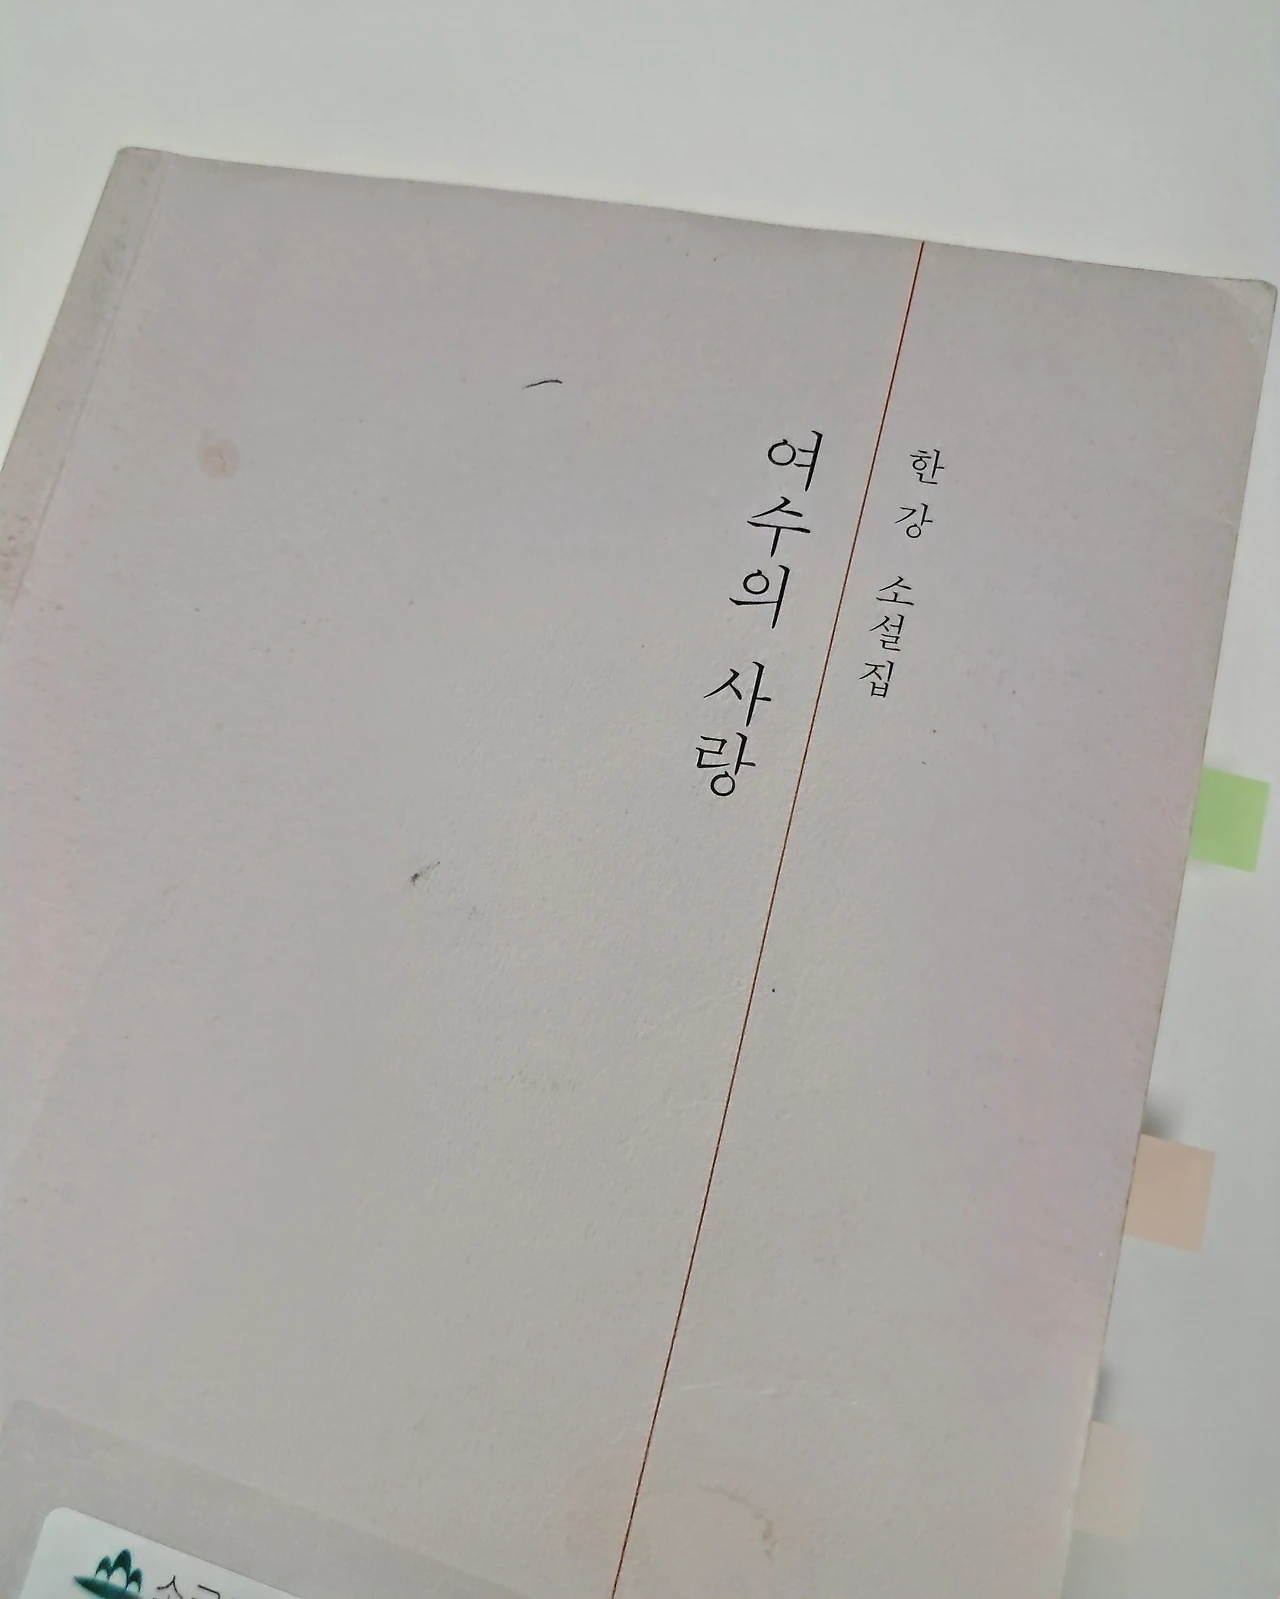 한강 소설집
여수의 사랑